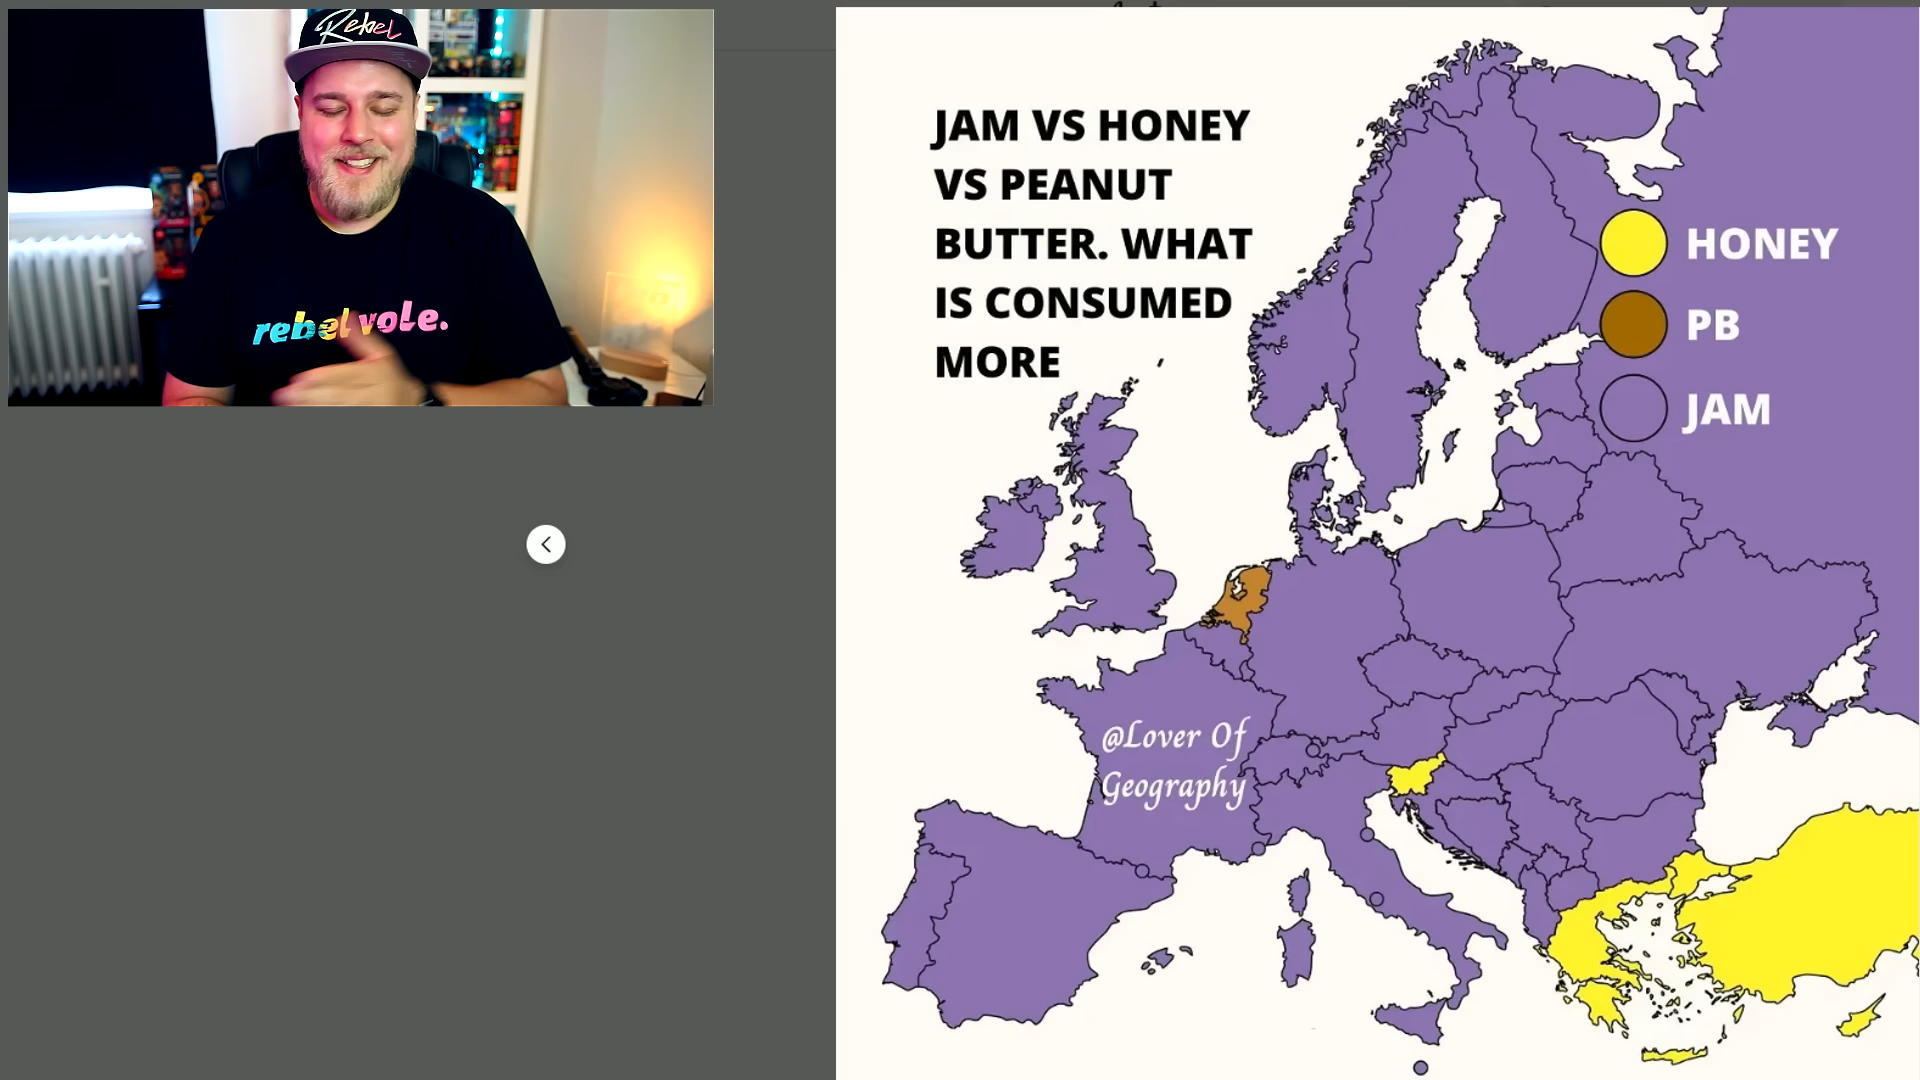 Rebel
rebel vole.
JAM VS HONEY
VS PEANUT
BUTTER. WHAT
IS CONSUMED
MORE
HONEY
PB
JAM
@Lover Of
Geography